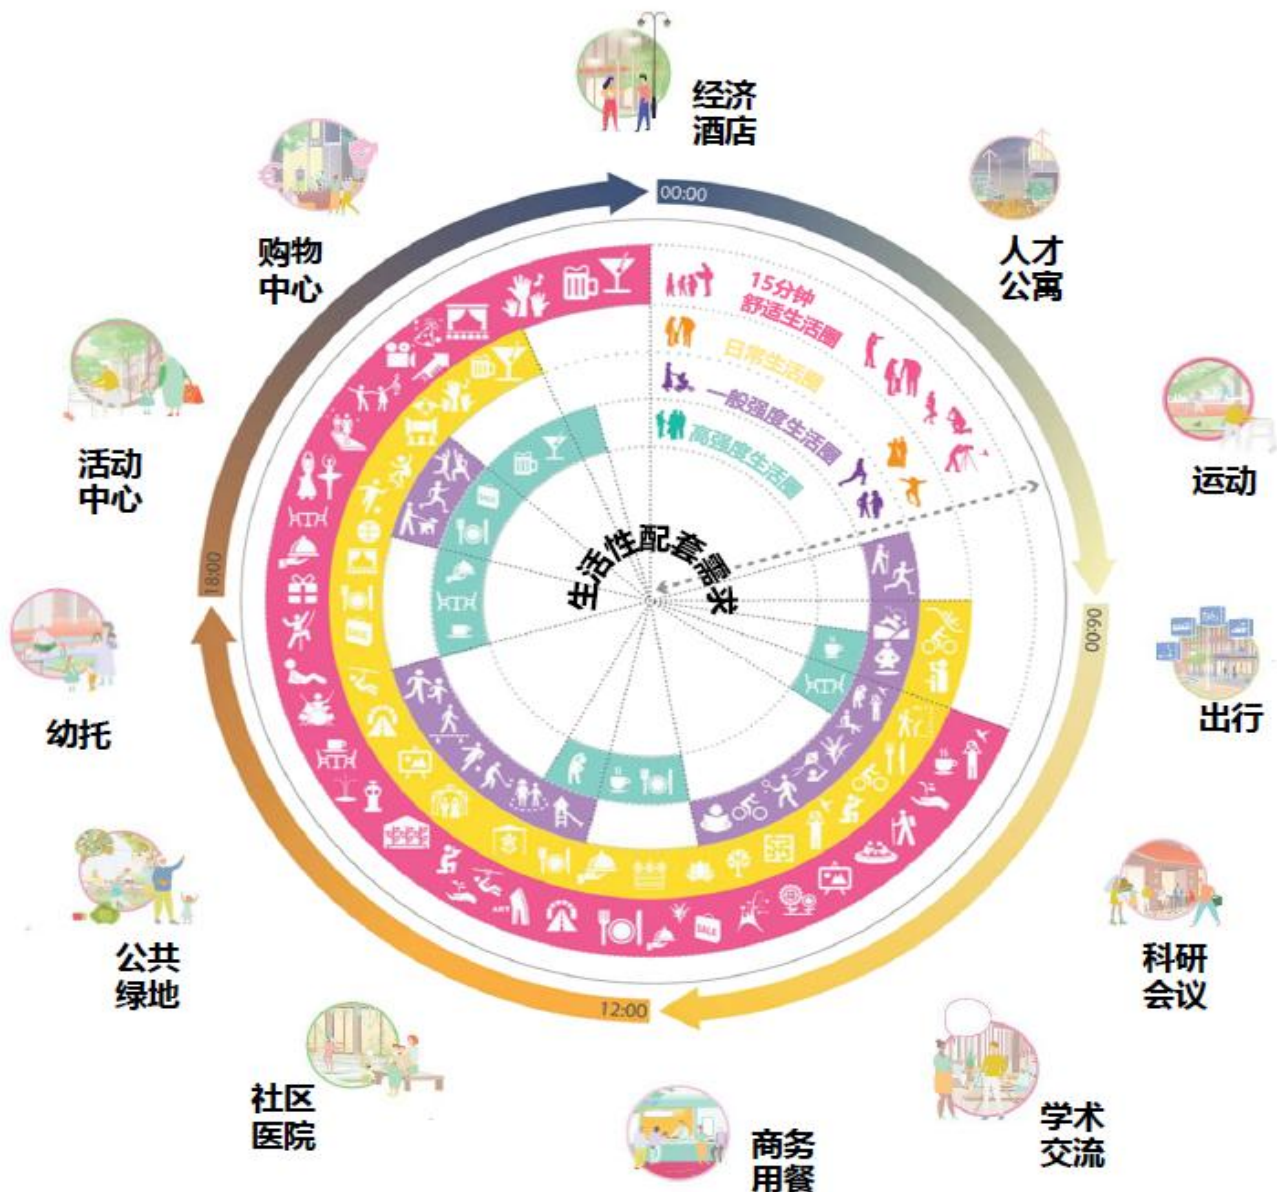 经济
酒店
购物
中心
00:00
人才
公寓
15分钟
舒适生活圈
日常生活圈
一般强度生活圈
高强度生活圈
活动
中心
运动
生活性配套需求
18:00
06:00
幼托
出行
SALE
SALE
公共
绿地
ART
SALE
科研
会议
12:00
社区
医院
商务
用餐
学术
交流